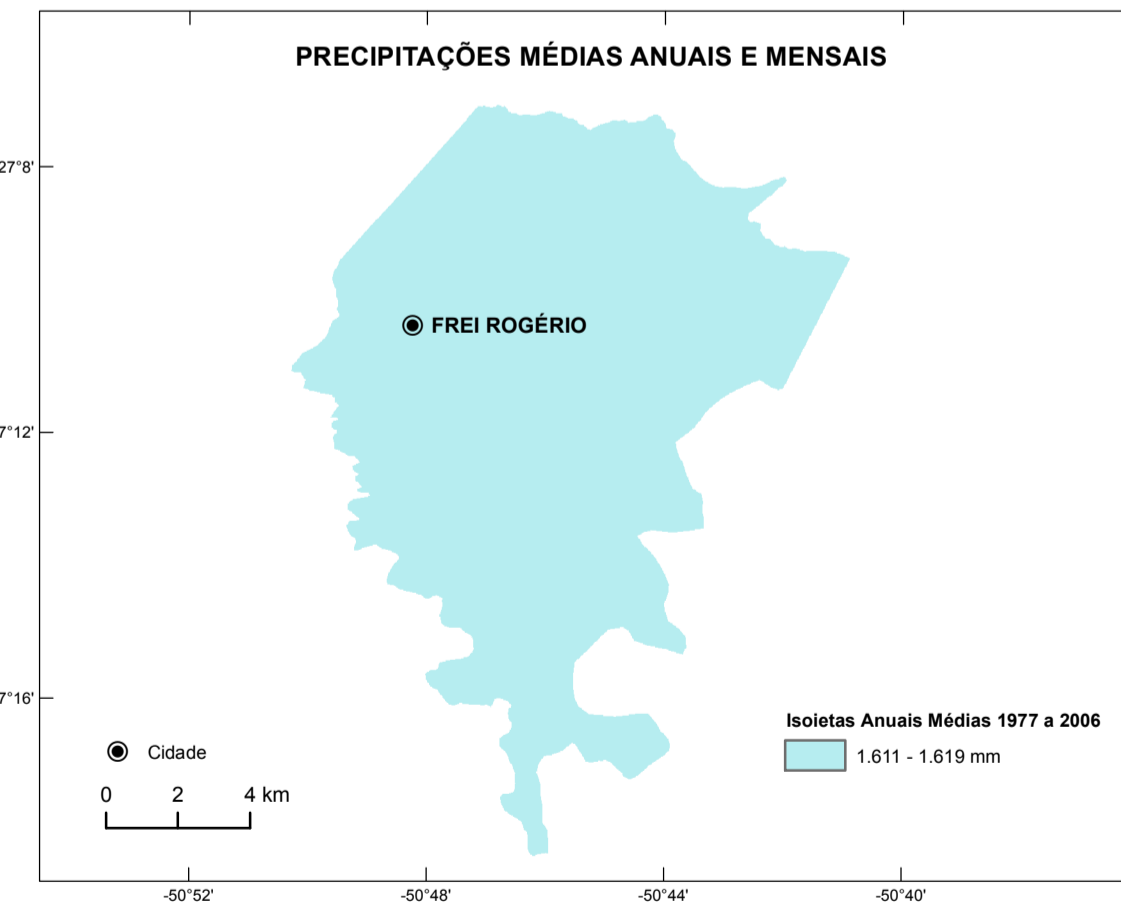 PRECIPITAÇÕES MÉDIAS ANUAIS E MENSAIS
27°8'
FREI ROGÉRIO
7°12'
7°16'
Isoietas Anuais Médias 1977 a 2006
1.611 - 1.619 mm
Cidade
0 2 4 km
-50°52' -50°48' -50°44' -50°40'